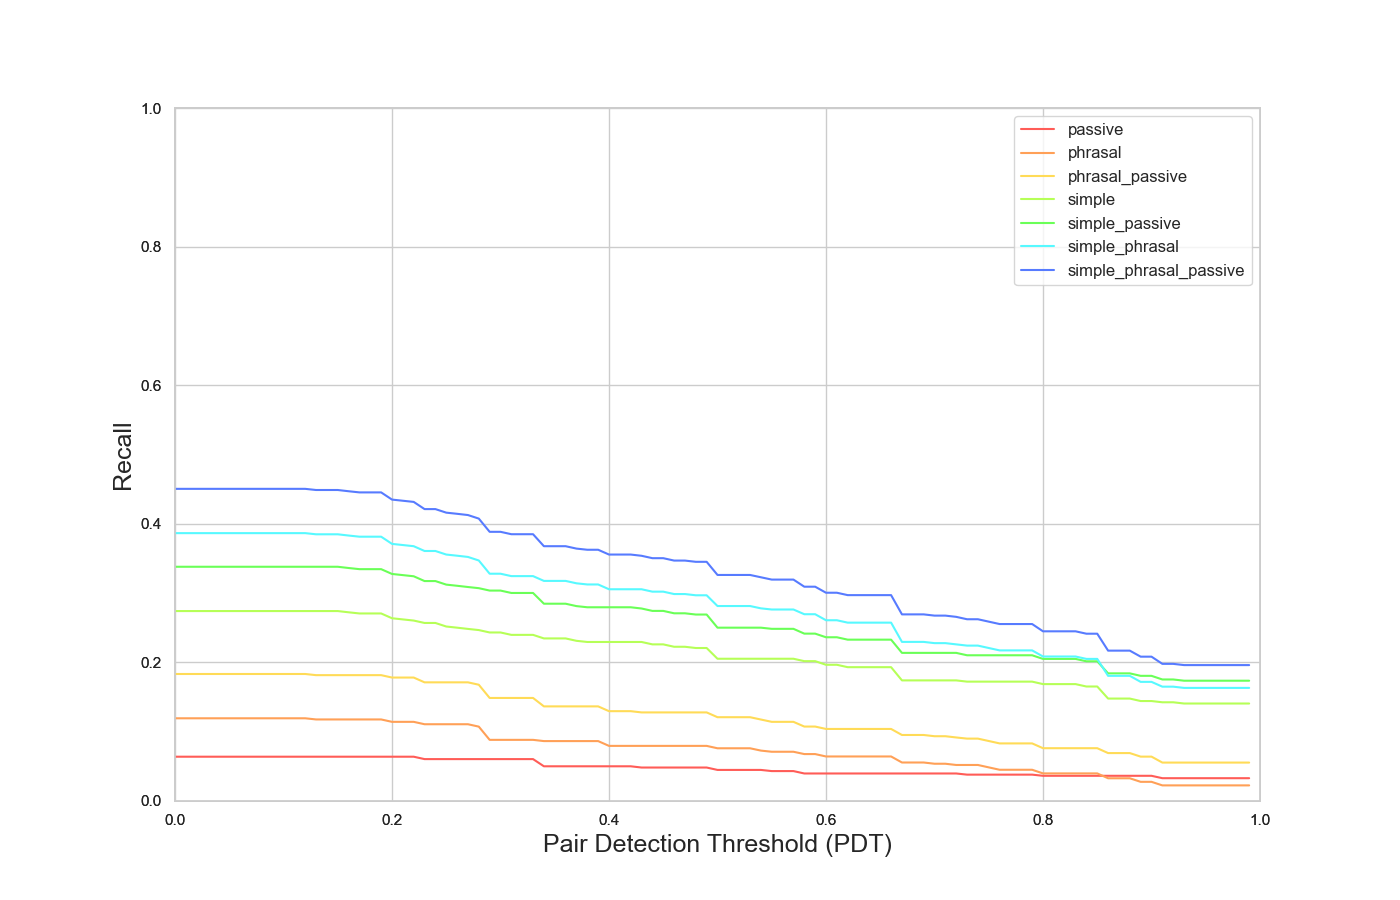 1.0
0.8
0.6
0.4
0.2
0.0
Recall
0.0 0.2 0.4 0.6 0.8 1.0
Pair Detection Threshold (PDT)
passive
phrasal
phrasal_passive
simple
simple_passive
simple_phrasal
simple_phrasal_passive